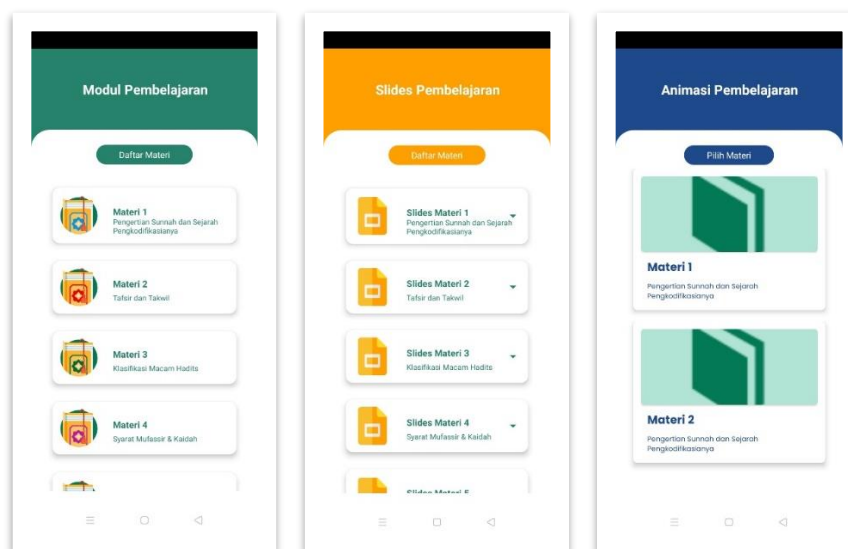 Modul Pembelajaran
Daftar Materi
Materi 1
Pengertian Sunnah dan Sejarah
Pengkodifikasianya
Materi 2
Tafsir dan Takwil
Materi 3
Klasifikasi Macam Hadits
Materi 4
Syarat Mufassir & Kaidah
Slides Pembelajaran
Daftar Materi
Slides Materi 1
Pengertian Sunnah dan Sejarah
Pengkodifikasianya
Slides Materi 2
Tafsir dan Takwil
Slides Materi 3
Klasifikasi Macam Hadits
Slides Materi 4
Syarat Mufassir & Kaidah
Slides Materi 5
Animasi Pembelajaran
Pilih Materi
Materi 1
Pengertian Sunnah dan Sejarah
Pengkodifikasianya
Materi 2
Pengertian Sunnah dan Sejarah
Pengkodifikasianya